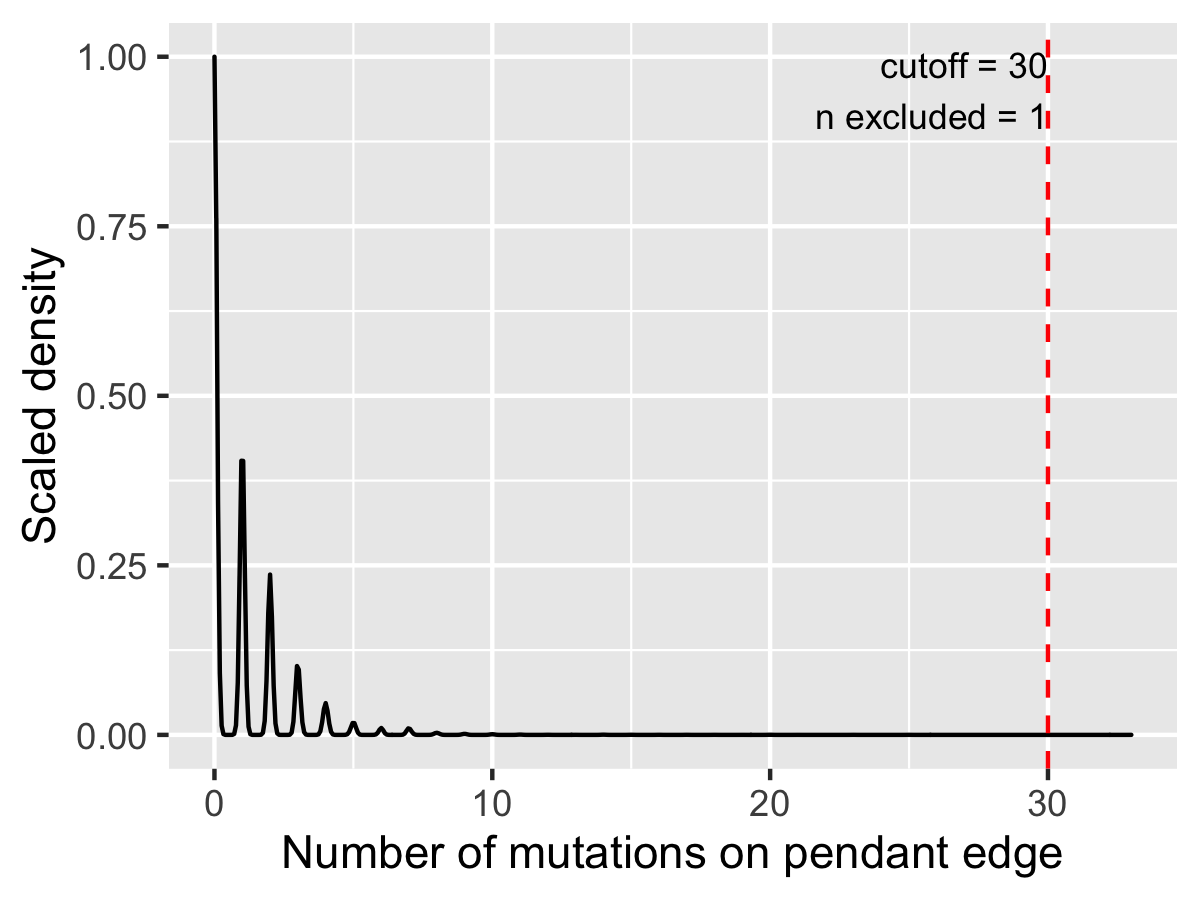 1.00
0.75
0.50
0.25
0.00
Scaled density
cutoff = 30
n excluded = 1
0 10 20 30
Number of mutations on pendant edge